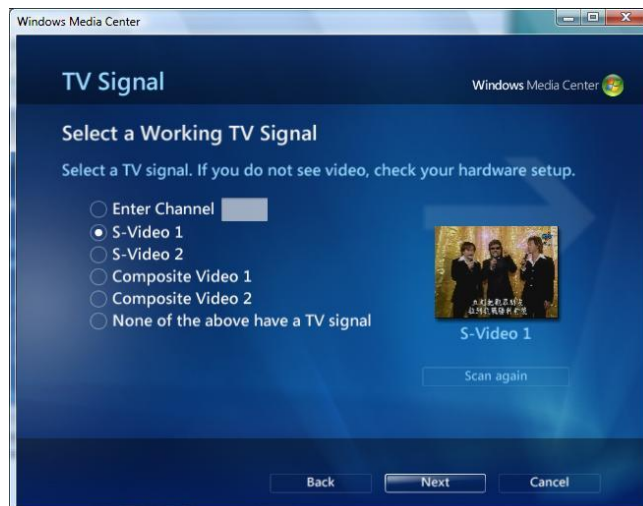 Windows Media Center
TV Signal
Windows Media Center
Select a Working TV Signal
Select a TV signal. If you do not see video, check your hardware setup.
Enter Channel
S-Video 1
S-Video 2
Composite Video 1
Composite Video 2
None of the above have a TV signal
S-Video 1
Scan again
Back
Next
Cancel